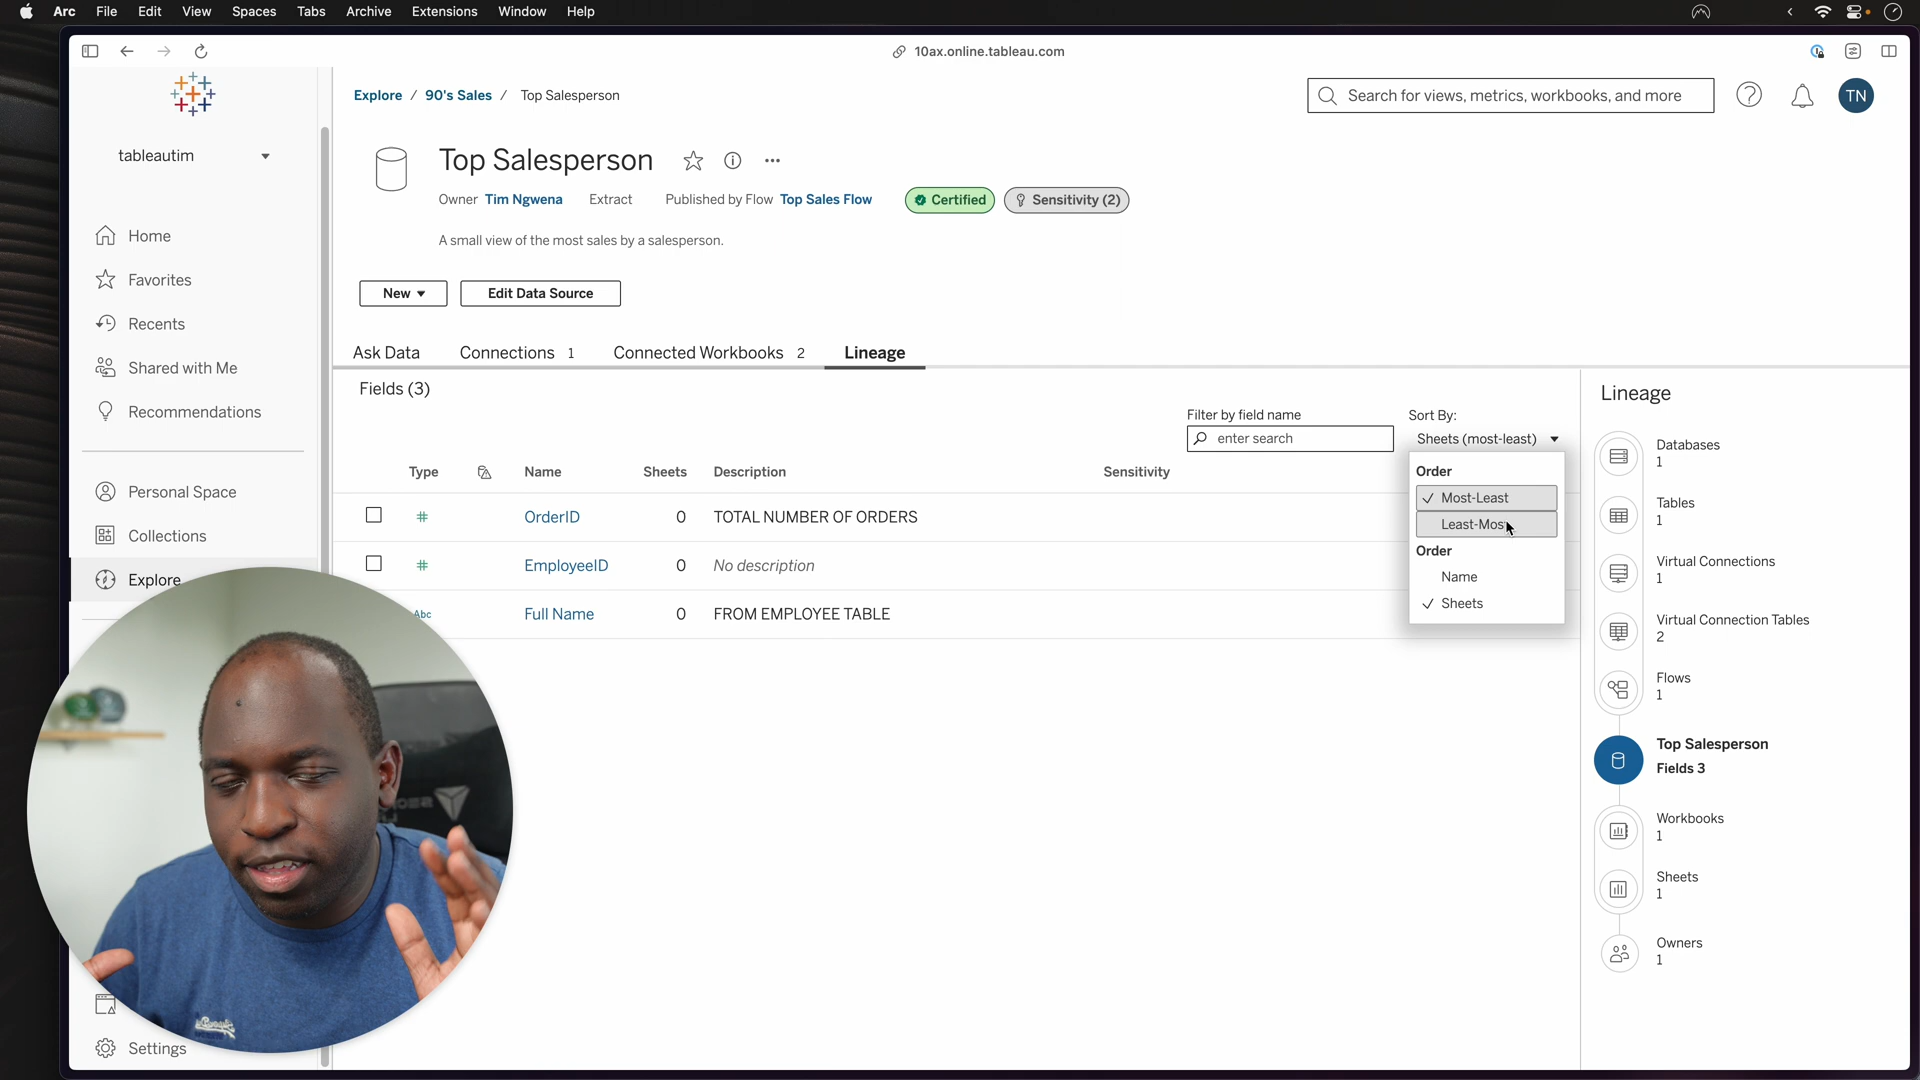 Arc File Edit View Spaces Tabs Archive Extensions Window Help
10ax.online.tableau.com
tableautim
Home
Favorites
Recents
Shared with Me
Recommendations
Personal Space
Collections
Explore
Settings
Explore / 90's Sales / Top Salesperson
Search for views, metrics, workbooks, and more
TN
Top Salesperson
Owner Tim Ngwena Extract Published by Flow Top Sales Flow Certified Sensitivity (2)
A small view of the most sales by a salesperson.
New Edit Data Source
Ask Data Connections 1 Connected Workbooks 2 Lineage
Fields (3)
Filter by field name
enter search
Sort By:
Sheets (most-least)
Type Name Sheets Description Sensitivity
# OrderID 0 TOTAL NUMBER OF ORDERS
# EmployeeID 0 No description
Abc Full Name 0 FROM EMPLOYEE TABLE
Order
Most-Least
Least-Most
Order
Name
Sheets
Lineage
Databases
1
Tables
1
Virtual Connections
1
Virtual Connection Tables
2
Flows
1
Top Salesperson
Fields 3
Workbooks
1
Sheets
1
Owners
1